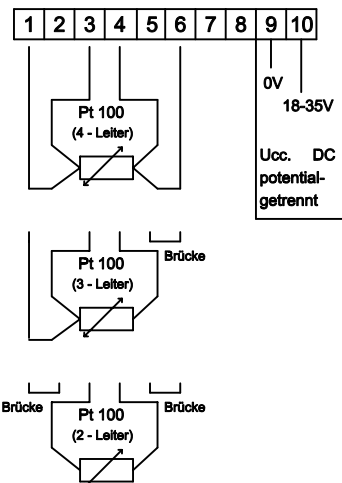 1 2 3 4 5 6 7 8 9 10
0V
18-35V
Pt 100
(4 - Leiter)
Ucc. DC
potential-
getrennt
Brücke
Pt 100
(3 - Leiter)
Brücke
Brücke
Pt 100
(2 - Leiter)